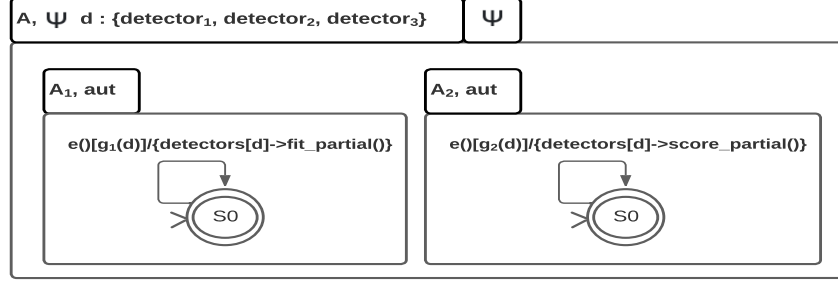 A, Ψ d : {detector₁, detector₂, detector₃}
Ψ
A₁, aut
A₂, aut
e()[g₁(d)]/{detectors[d]->fit_partial()}
e()[g₂(d)]/{detectors[d]->score_partial()}
S0
S0